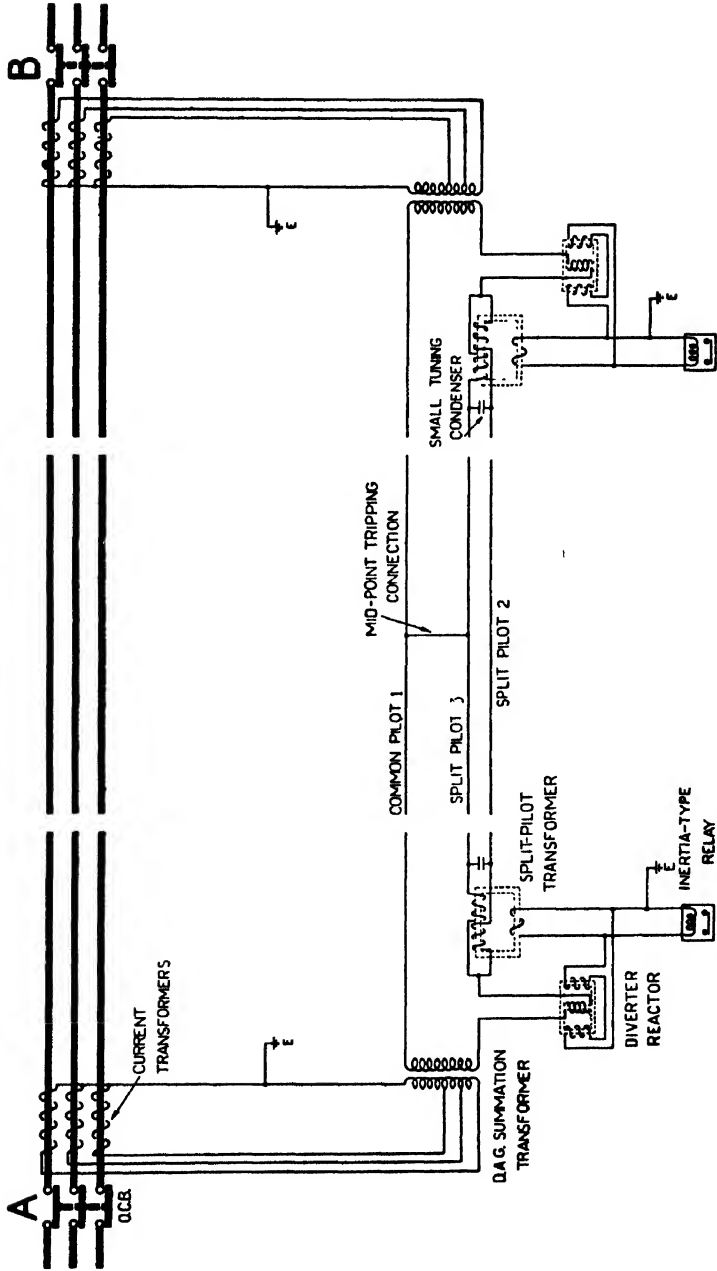 A
B
O.C.B.
CURRENT
TRANSFORMERS
E
E
MID-POINT TRIPPING
CONNECTION
COMMON PILOT 1
SPLIT PILOT 3
SPLIT PILOT 2
SMALL TUNING
CONDENSER
D.A.G. SUMMATION
TRANSFORMER
SPLIT-PILOT
TRANSFORMER
DIVERTER
REACTOR
E
E
INERTIA-TYPE
RELAY